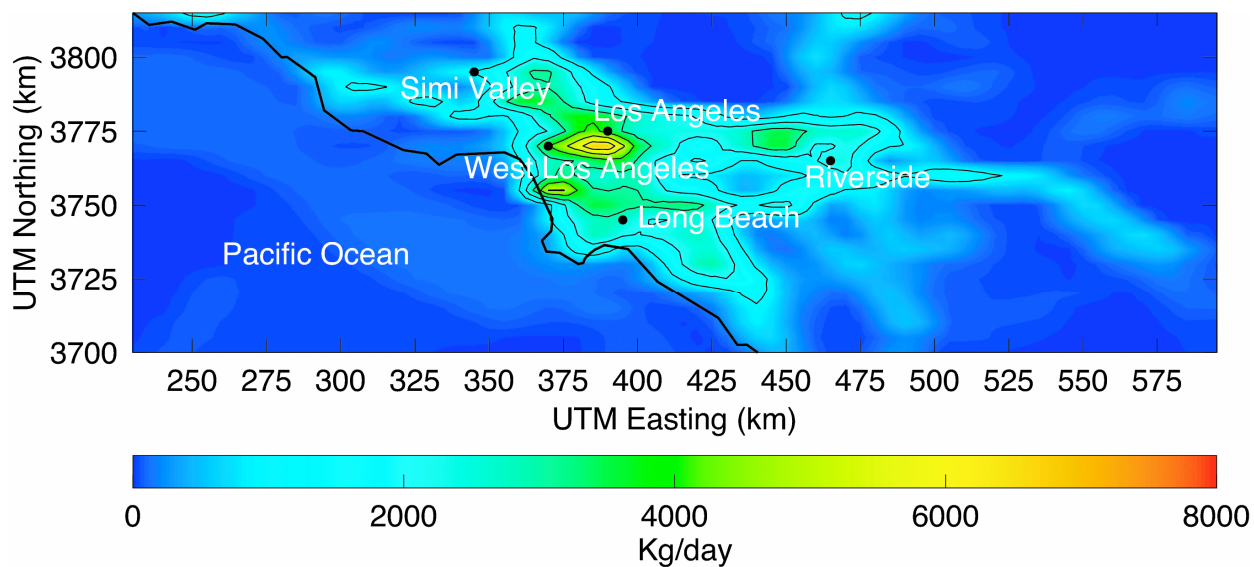 UTM Northing (km)
3800
3775
3750
3725
3700
Simi Valley
Los Angeles
West Los Angeles
Riverside
Long Beach
Pacific Ocean
250 275 300 325 350 375 400 425 450 475 500 525 550 575
UTM Easting (km)
0 2000 4000 6000 8000
Kg/day